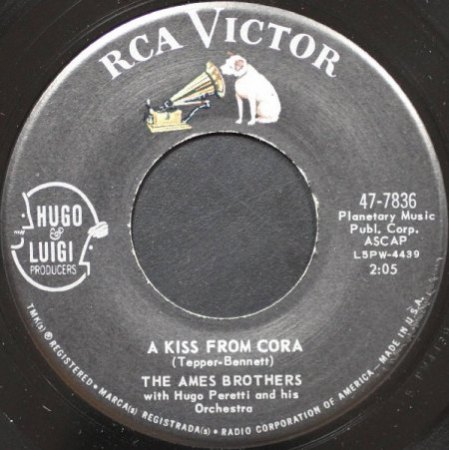 RCA VICTOR
HUGO
&
LUIGI
PRODUCERS
47-7836
Planetary Music
Publ. Corp.
ASCAP
L5PW-4439
2:05
A KISS FROM CORA
(Tepper-Bennett)
THE AMES BROTHERS
with Hugo Peretti and his
Orchestra
TMK(s) ® REGISTERED • MARCA(s) REGISTRADA(s) • RADIO CORPORATION OF AMERICA — MADE IN U.S.A.